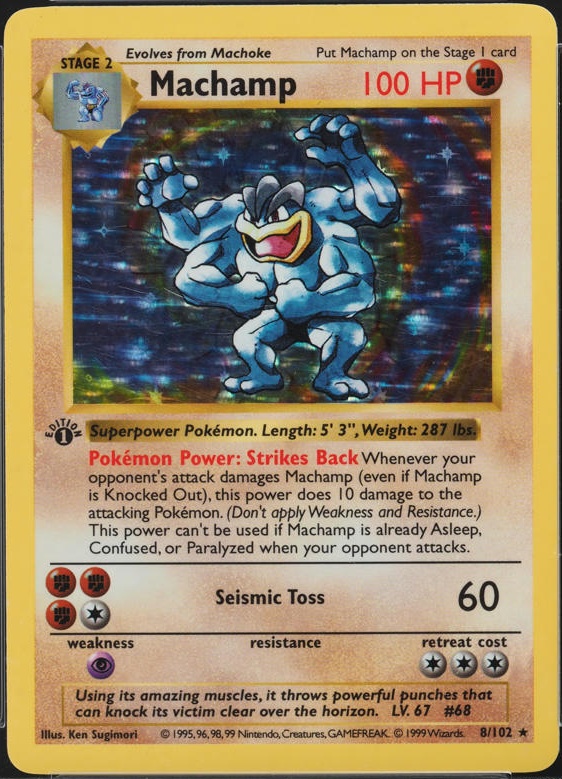 Evolves from Machoke
Put Machamp on the Stage 1 card
STAGE 2
Machamp
100 HP
EDITION
1
Superpower Pokémon. Length: 5' 3", Weight: 287 lbs.
Pokémon Power: Strikes Back Whenever your
opponent's attack damages Machamp (even if Machamp
is Knocked Out), this power does 10 damage to the
attacking Pokémon. (Don't apply Weakness and Resistance.)
This power can't be used if Machamp is already Asleep,
Confused, or Paralyzed when your opponent attacks.
Seismic Toss
60
weakness
resistance
retreat cost
Using its amazing muscles, it throws powerful punches that
can knock its victim clear over the horizon. LV. 67 #68
Illus. Ken Sugimori
© 1995, 96, 98, 99 Nintendo, Creatures, GAMEFREAK. © 1999 Wizards.
8/102 ★